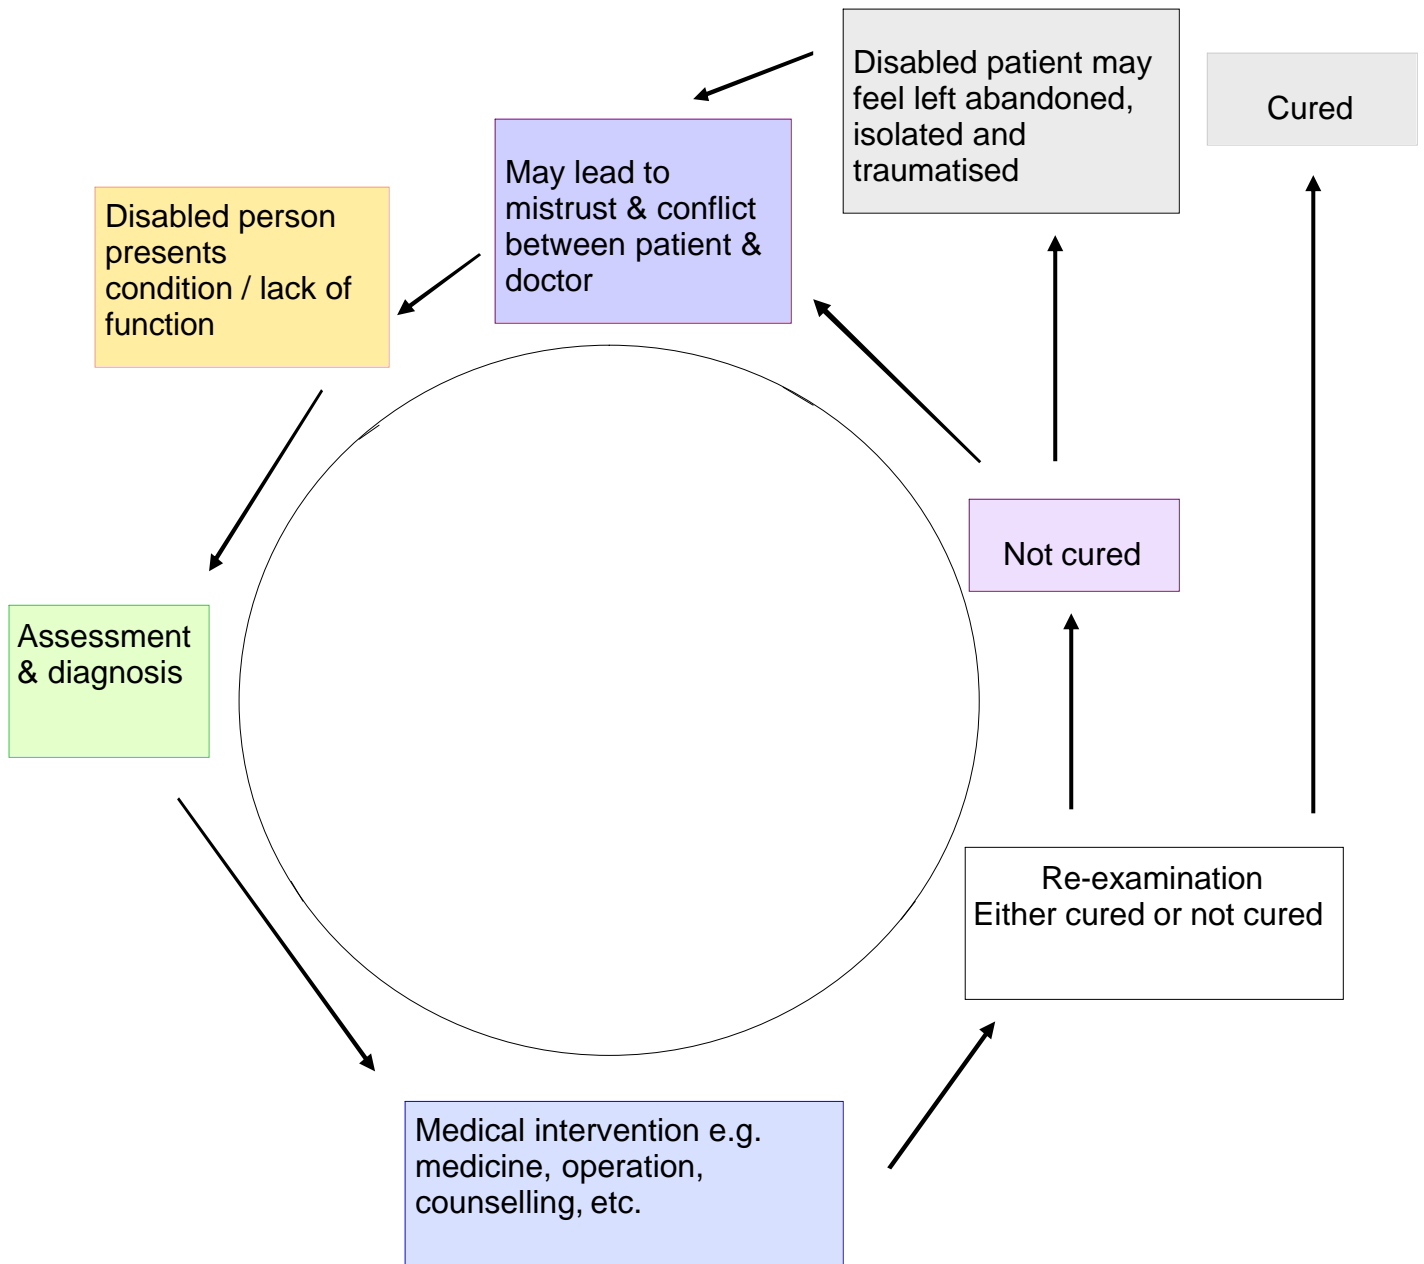 Disabled patient may
feel left abandoned,
isolated and
traumatised
Cured
May lead to
mistrust & conflict
between patient &
doctor
Disabled person
presents
condition / lack of
function
Not cured
Assessment
& diagnosis
Re-examination
Either cured or not cured
Medical intervention e.g.
medicine, operation,
counselling, etc.